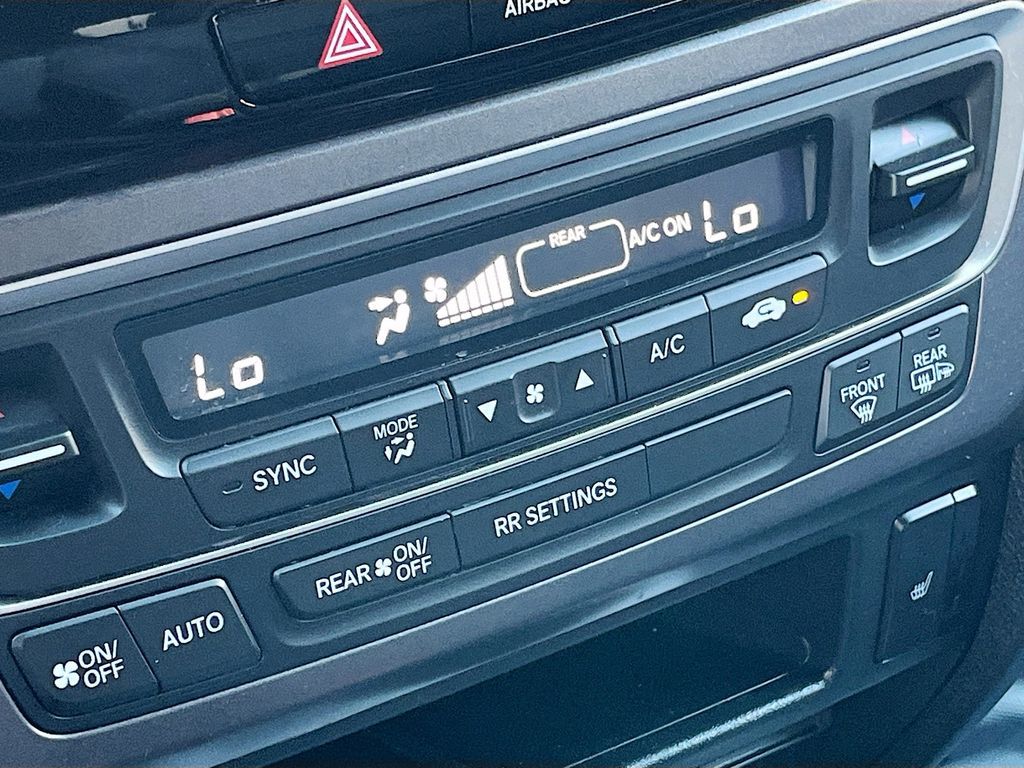 AIRBAG
REAR
A/C ON
Lo
Lo
MODE
A/C
SYNC
FRONT
REAR
RR SETTINGS
REAR ON/
OFF
ON/
OFF
AUTO